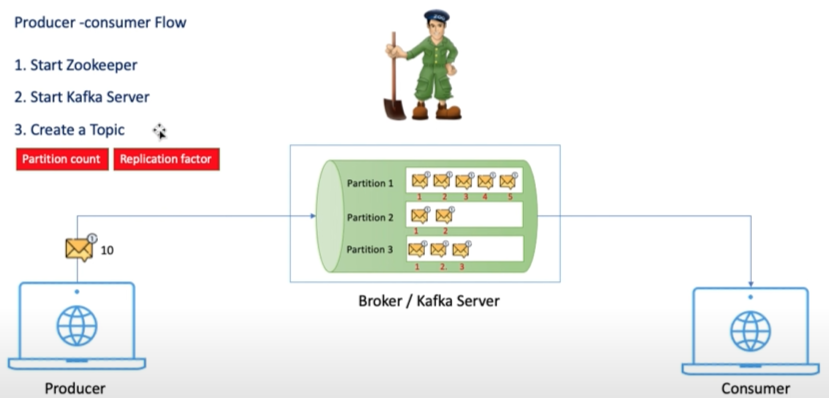 Producer -consumer Flow
1. Start Zookeeper
2. Start Kafka Server
3. Create a Topic
Partition count
Replication factor
Partition 1
1 2 3 4 5
Partition 2
1 2
Partition 3
1 2. 3
10
Broker / Kafka Server
Producer
Consumer